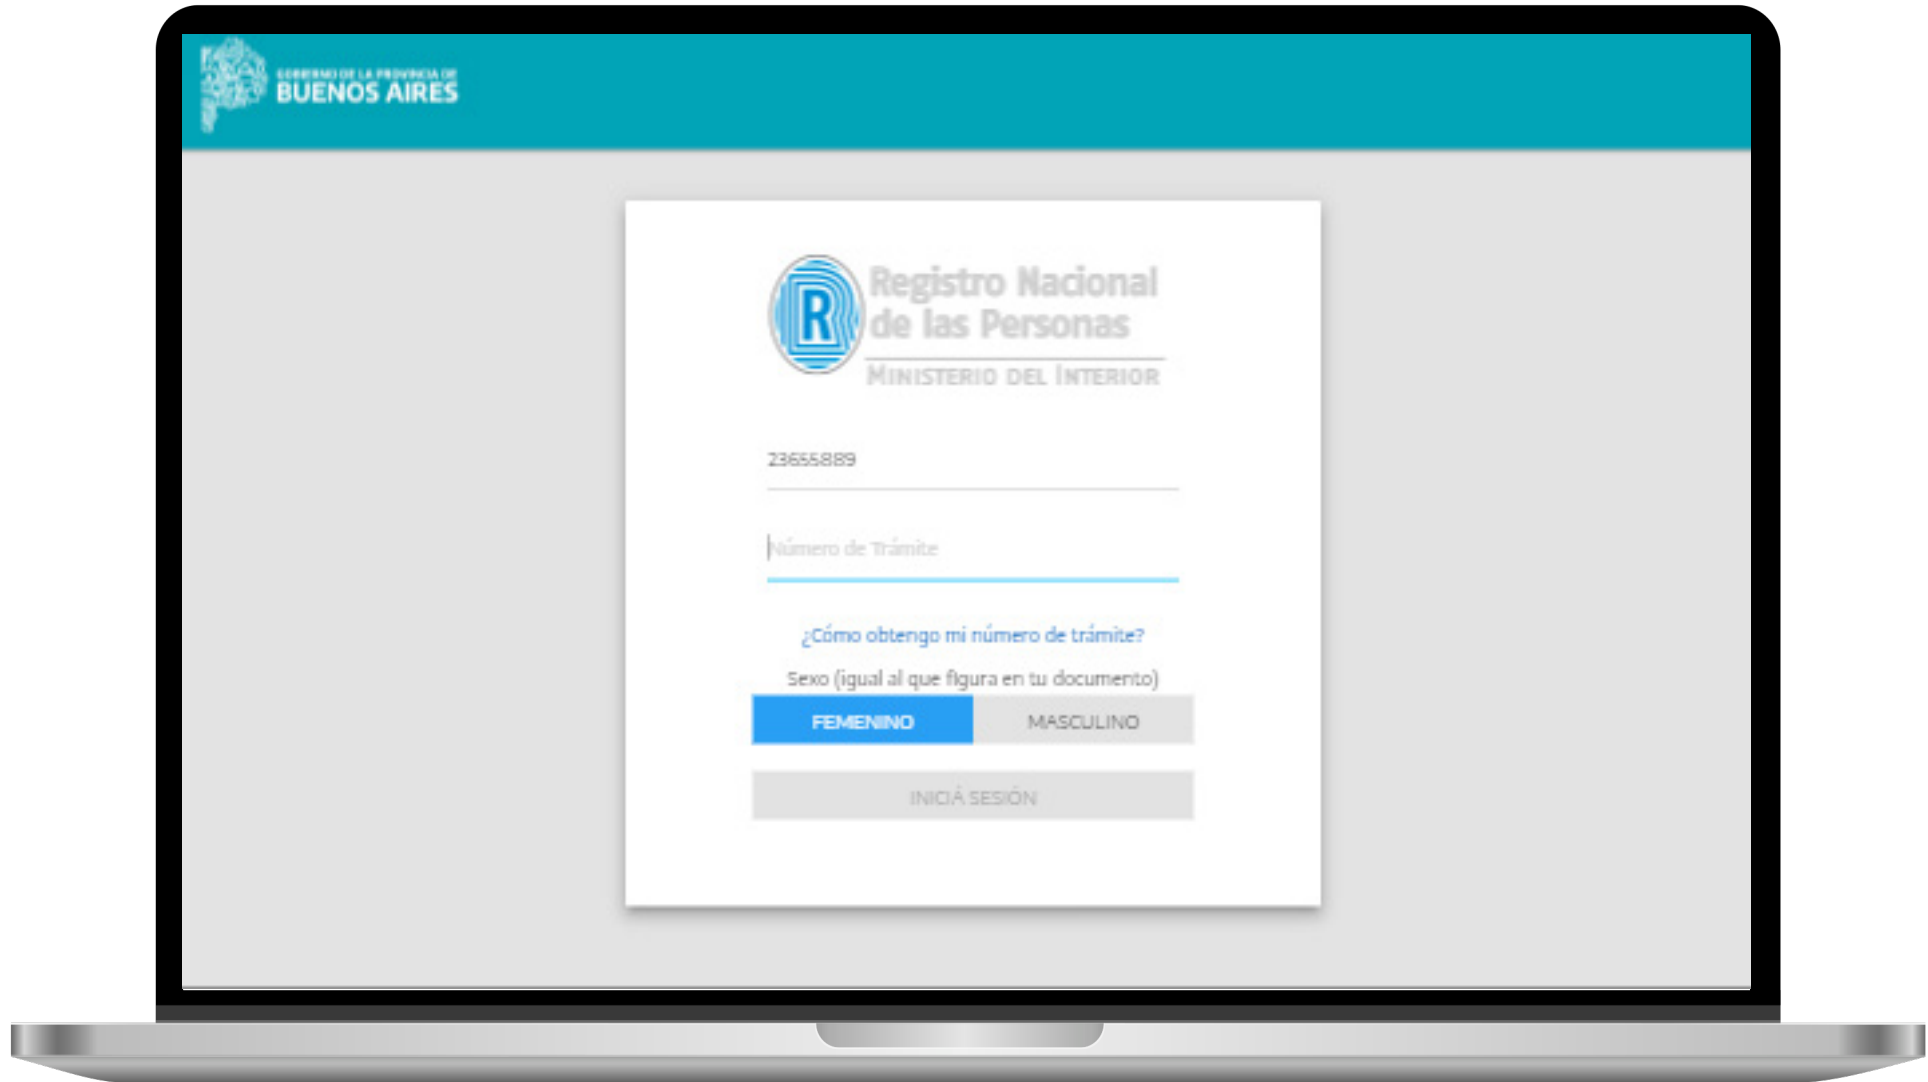 GOBIERNO DE LA PROVINCIA DE
BUENOS AIRES
R
Registro Nacional
de las Personas
MINISTERIO DEL INTERIOR
23655889
Número de Trámite
¿Cómo obtengo mi número de trámite?
Sexo (igual al que figura en tu documento)
FEMENINO MASCULINO
INICIÁ SESIÓN